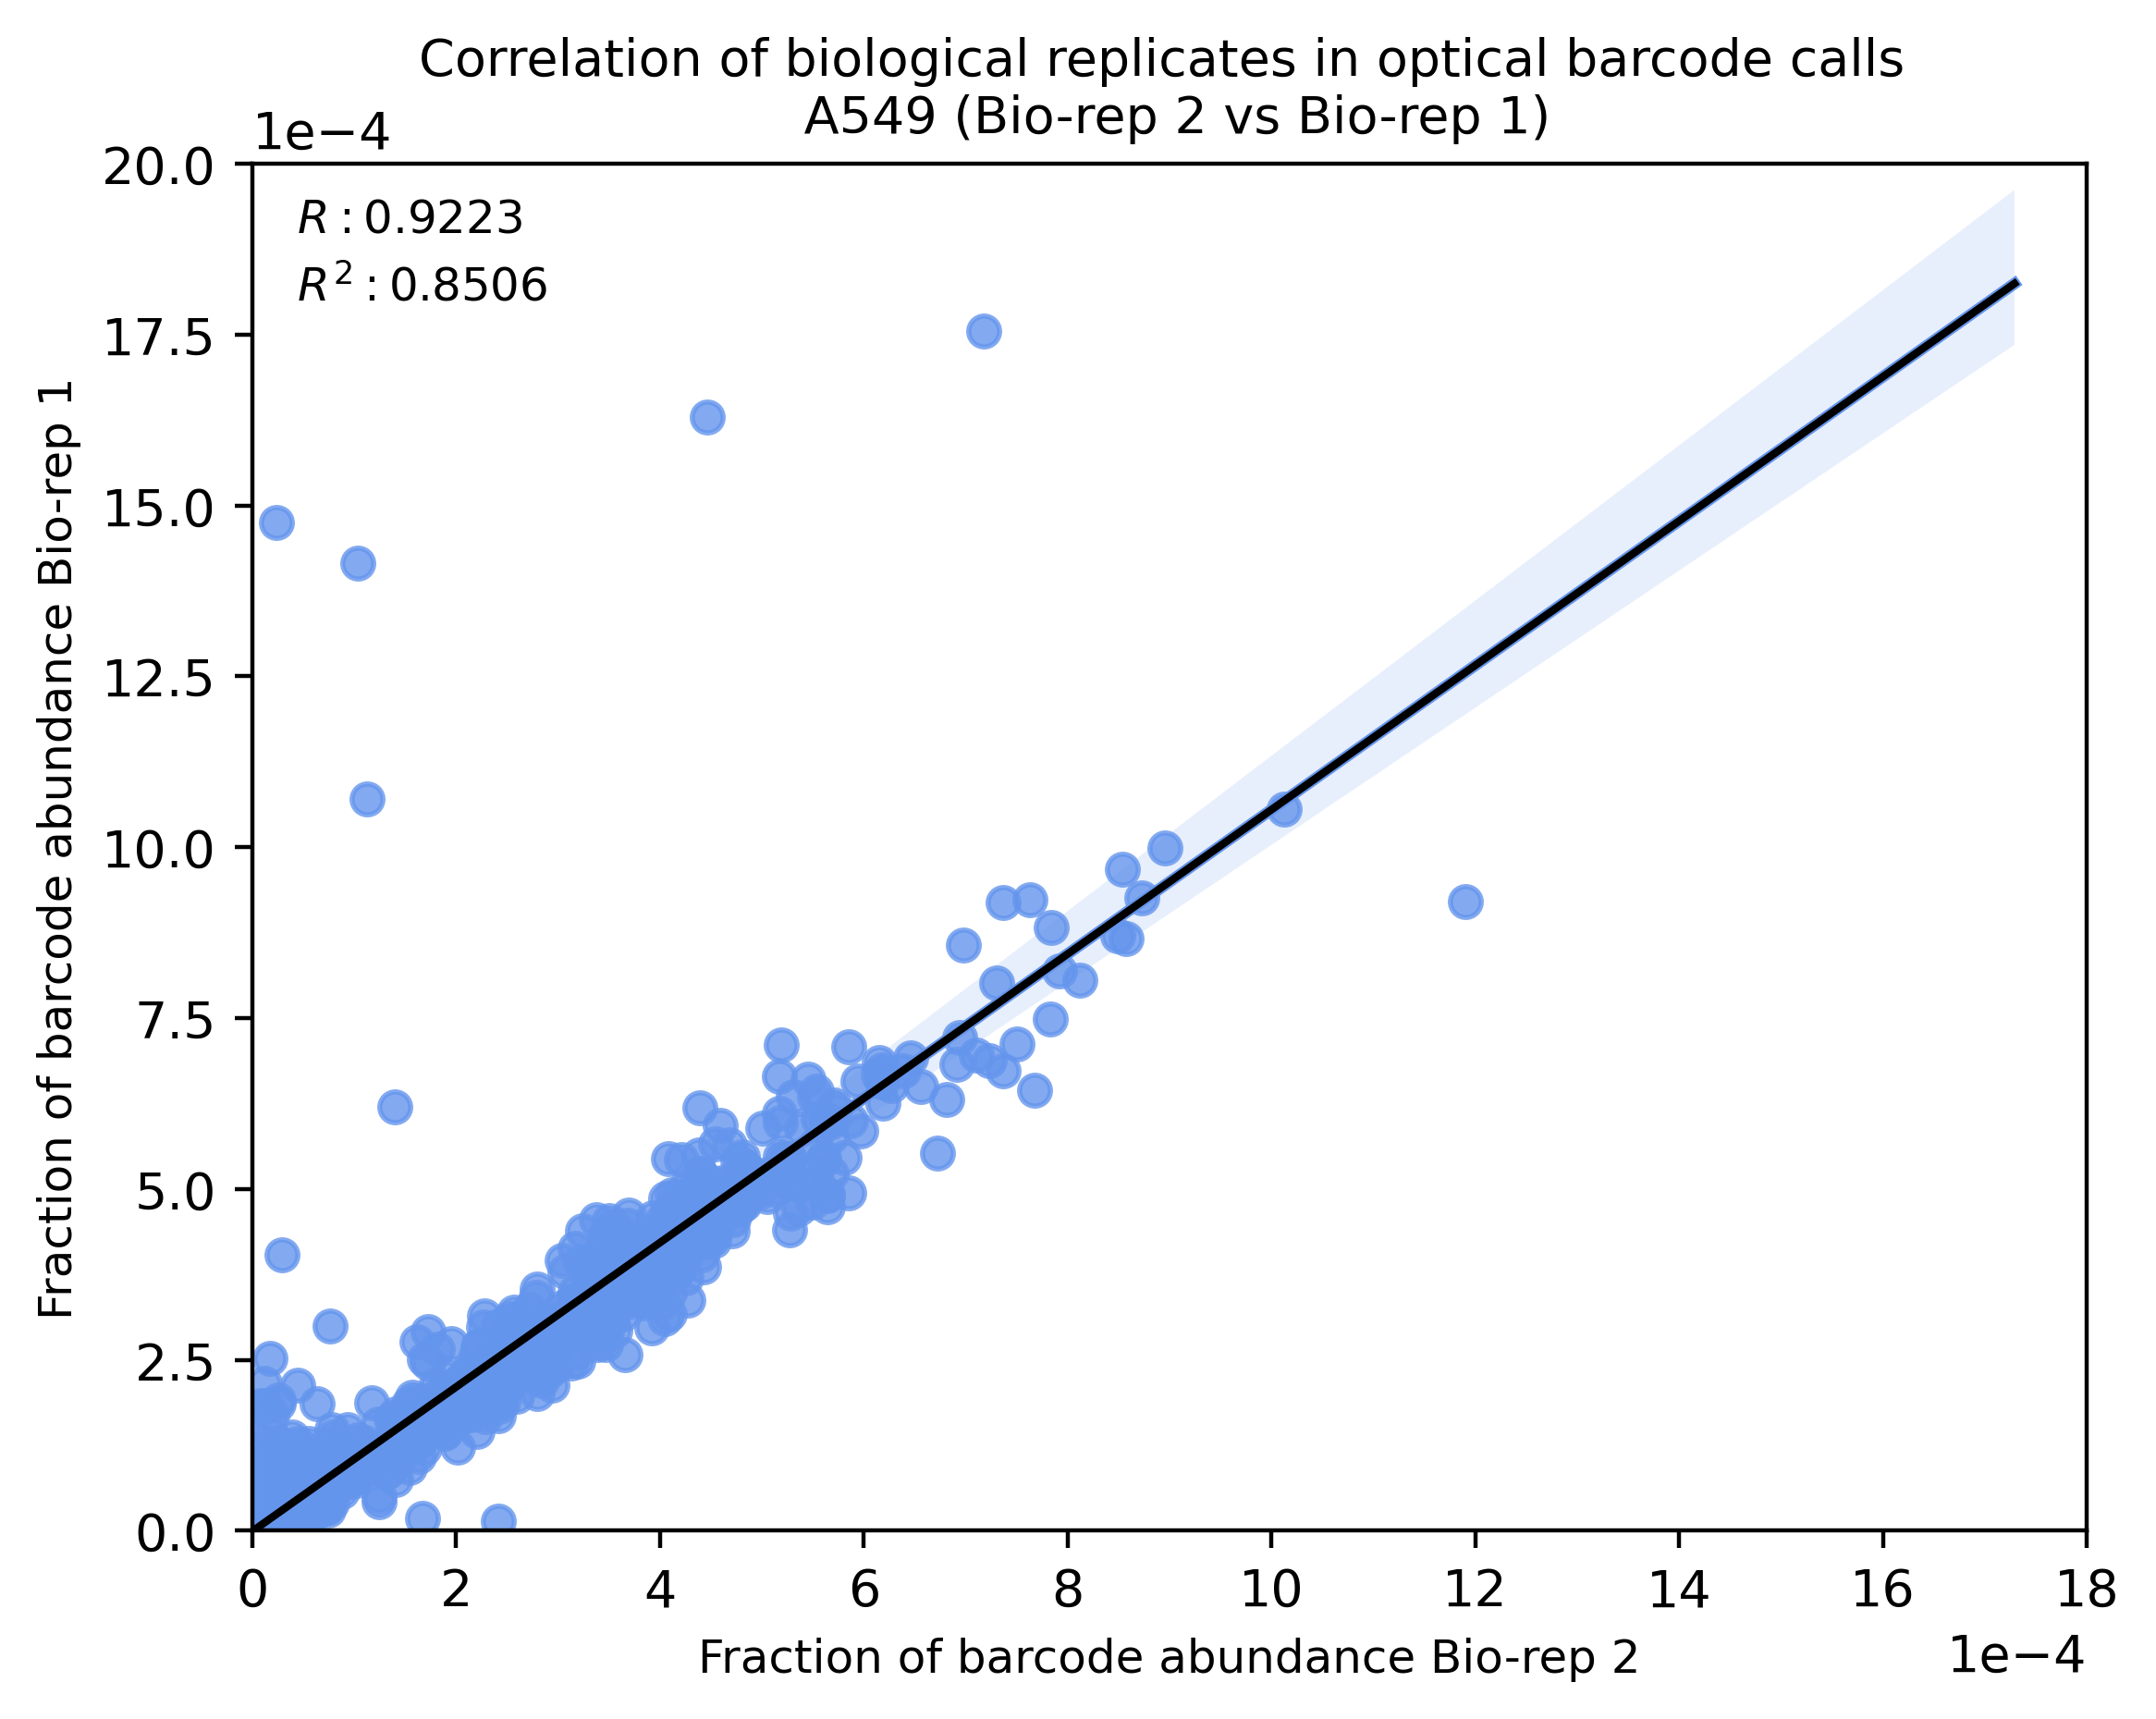 Correlation of biological replicates in optical barcode calls
A549 (Bio-rep 2 vs Bio-rep 1)
1e−4
20.0
17.5
15.0
12.5
10.0
7.5
5.0
2.5
0.0
R : 0.9223
R² : 0.8506
Fraction of barcode abundance Bio-rep 1
0 2 4 6 8 10 12 14 16 18
Fraction of barcode abundance Bio-rep 2
1e−4